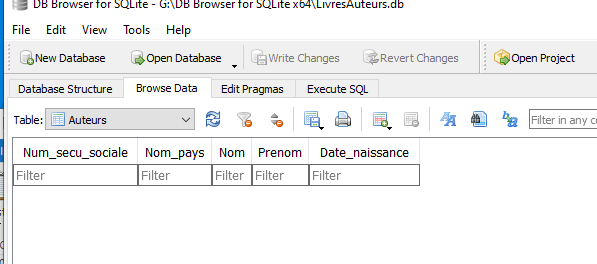 DB Browser for SQLite - G:\DB Browser for SQLite x64\LivresAuteurs.db
File Edit View Tools Help
New Database Open Database Write Changes Revert Changes Open Project
Database Structure Browse Data Edit Pragmas Execute SQL
Table: Auteurs Filter in any co
Num_secu_sociale Nom_pays Nom Prenom Date_naissance
Filter Filter Filter Filter Filter